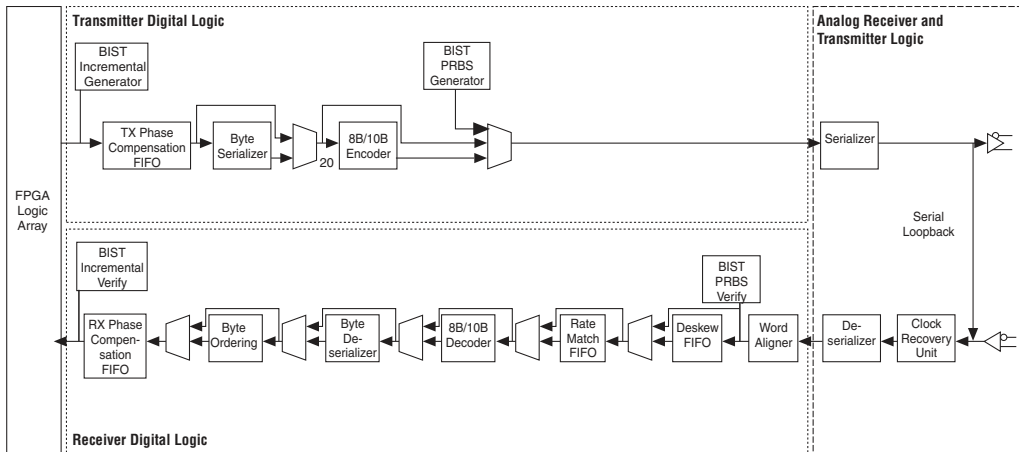 Transmitter Digital Logic
Analog Receiver and
Transmitter Logic
BIST
Incremental
Generator
BIST
PRBS
Generator
TX Phase
Compensation
FIFO
Byte
Serializer
20
8B/10B
Encoder
Serializer
FPGA
Logic
Array
Serial
Loopback
BIST
Incremental
Verify
BIST
PRBS
Verify
RX Phase
Compen-
sation
FIFO
Byte
Ordering
Byte
De-
serializer
8B/10B
Decoder
Rate
Match
FIFO
Deskew
FIFO
Word
Aligner
De-
serializer
Clock
Recovery
Unit
Receiver Digital Logic